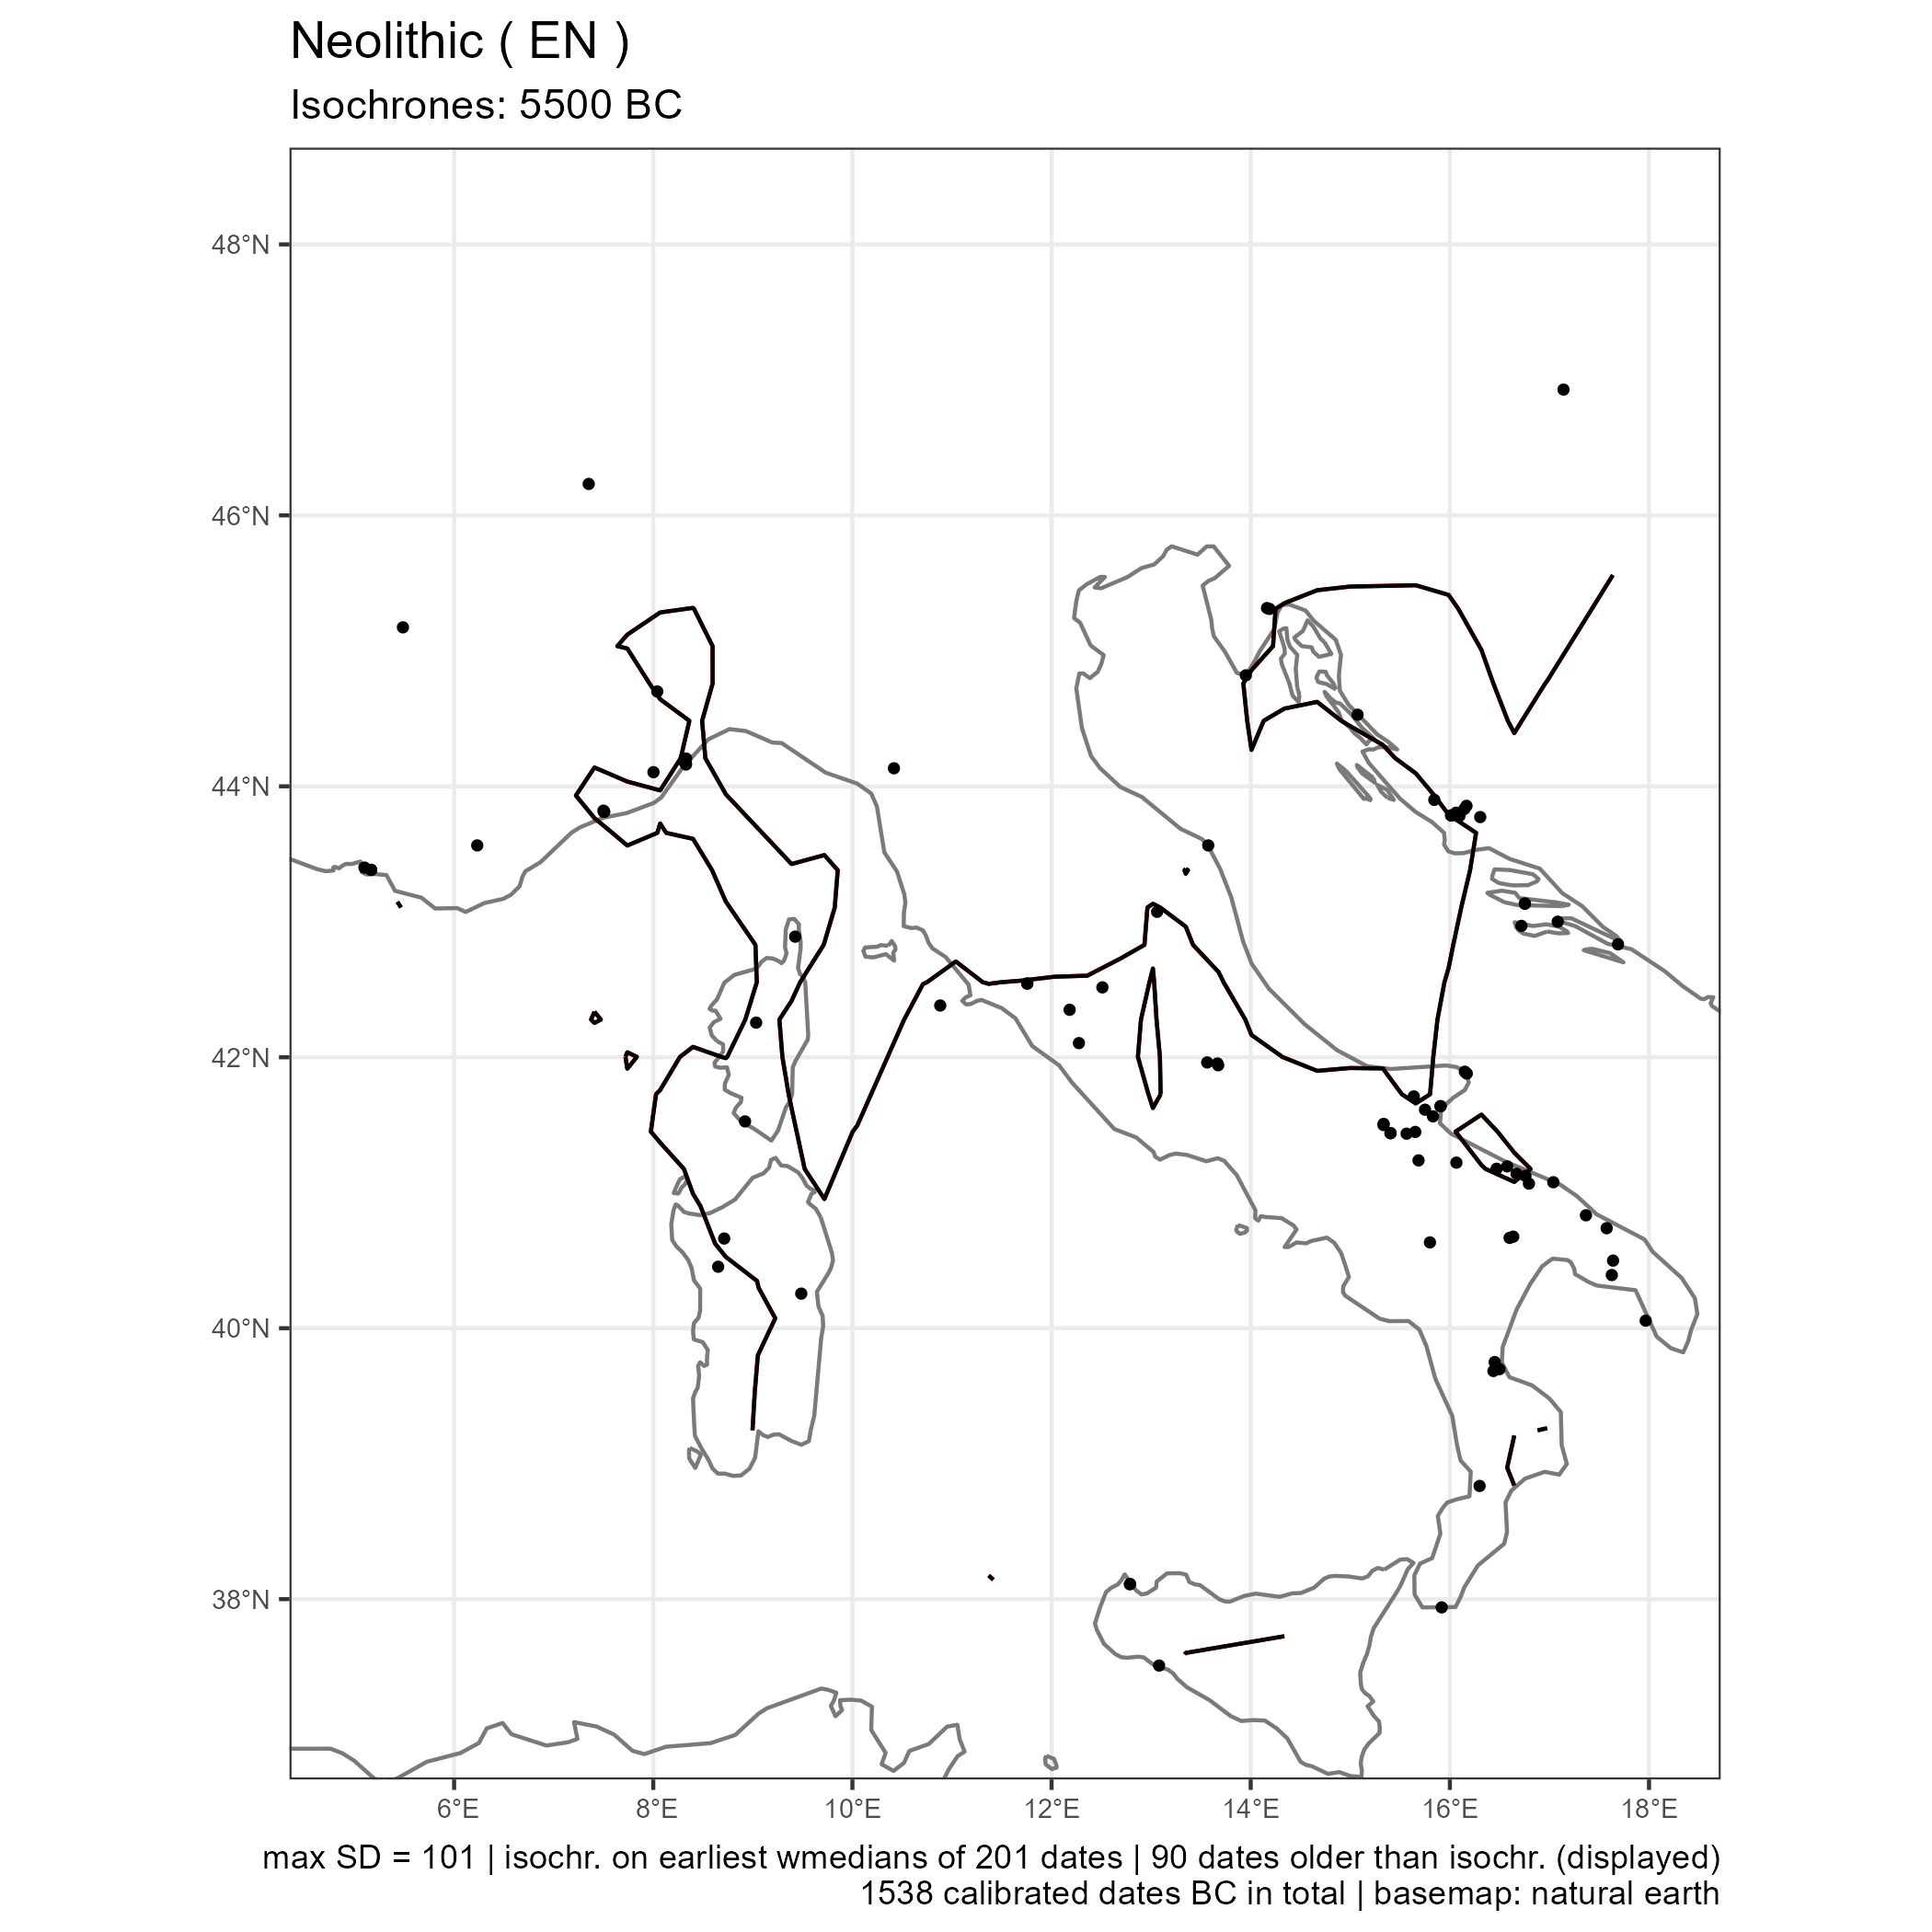 Neolithic ( EN )
Isochrones: 5500 BC
48°N
46°N
44°N
42°N
40°N
38°N
6°E 8°E 10°E 12°E 14°E 16°E 18°E
max SD = 101 | isochr. on earliest wmedians of 201 dates | 90 dates older than isochr. (displayed)
1538 calibrated dates BC in total | basemap: natural earth